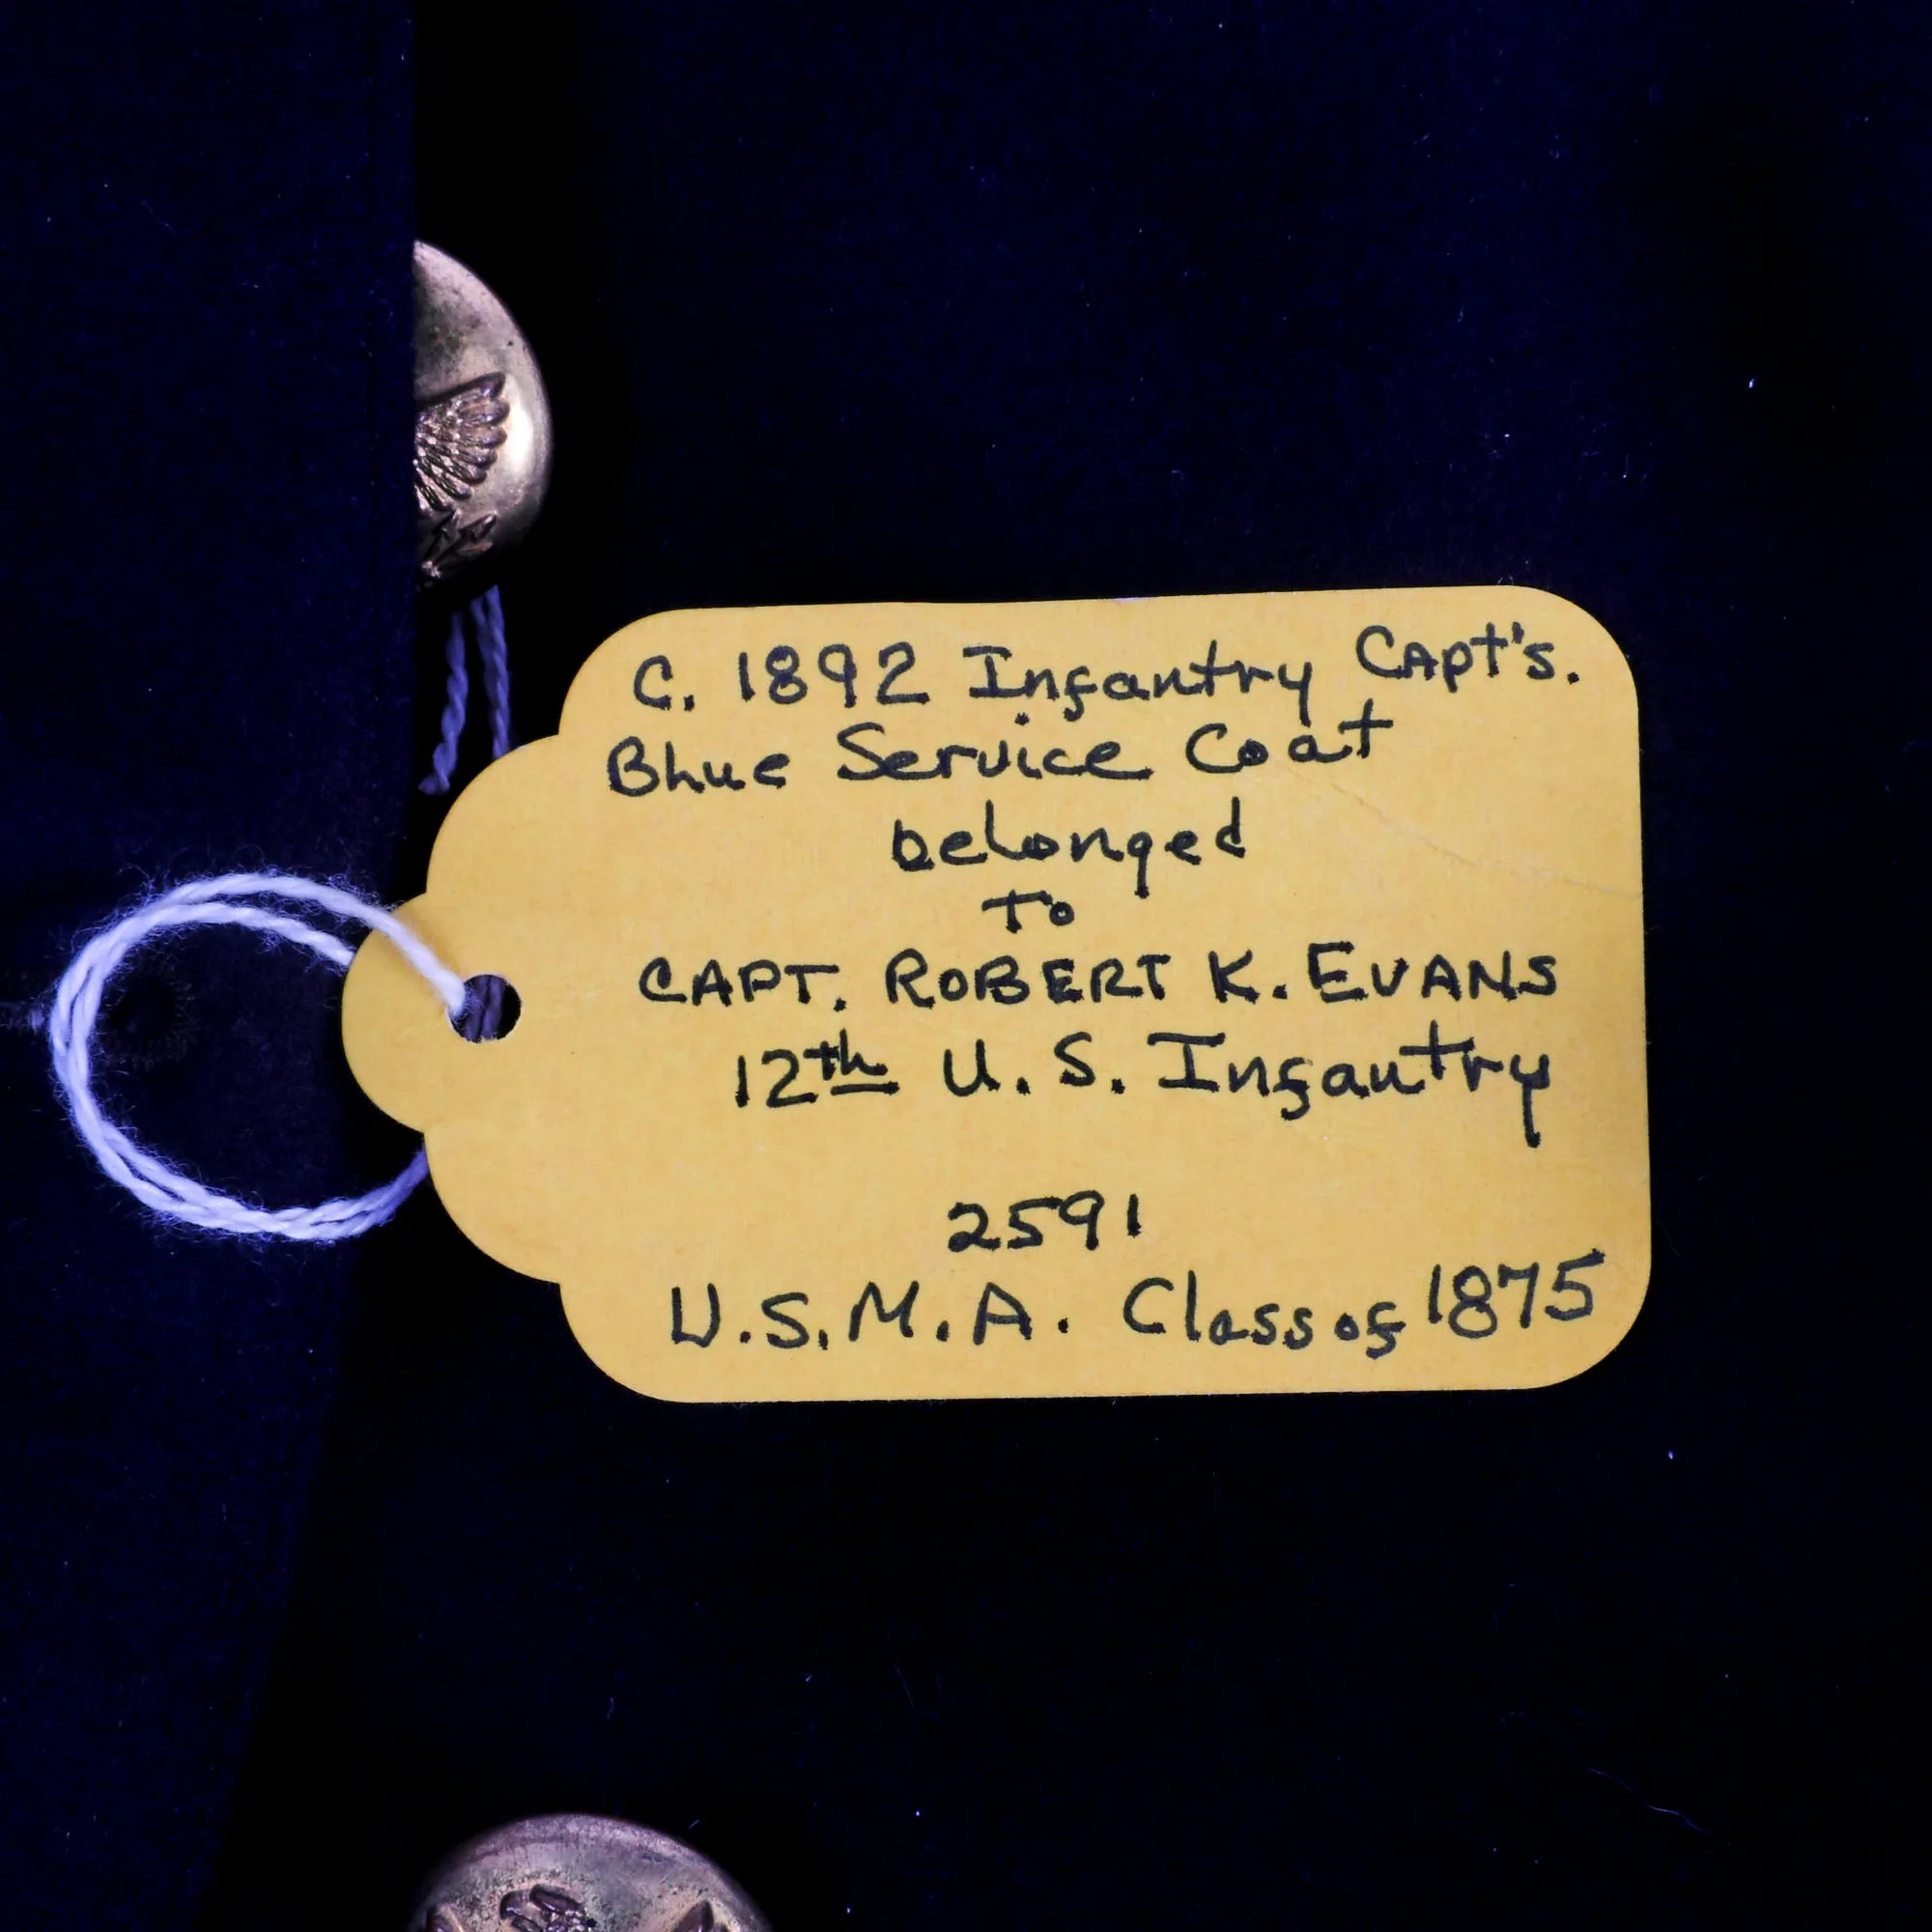 C. 1892 Infantry Capt's.
Blue Service Coat
belonged
To
CAPT. ROBERT K. EVANS
12th U. S. Infantry
2591
U.S.M.A. Class of 1875